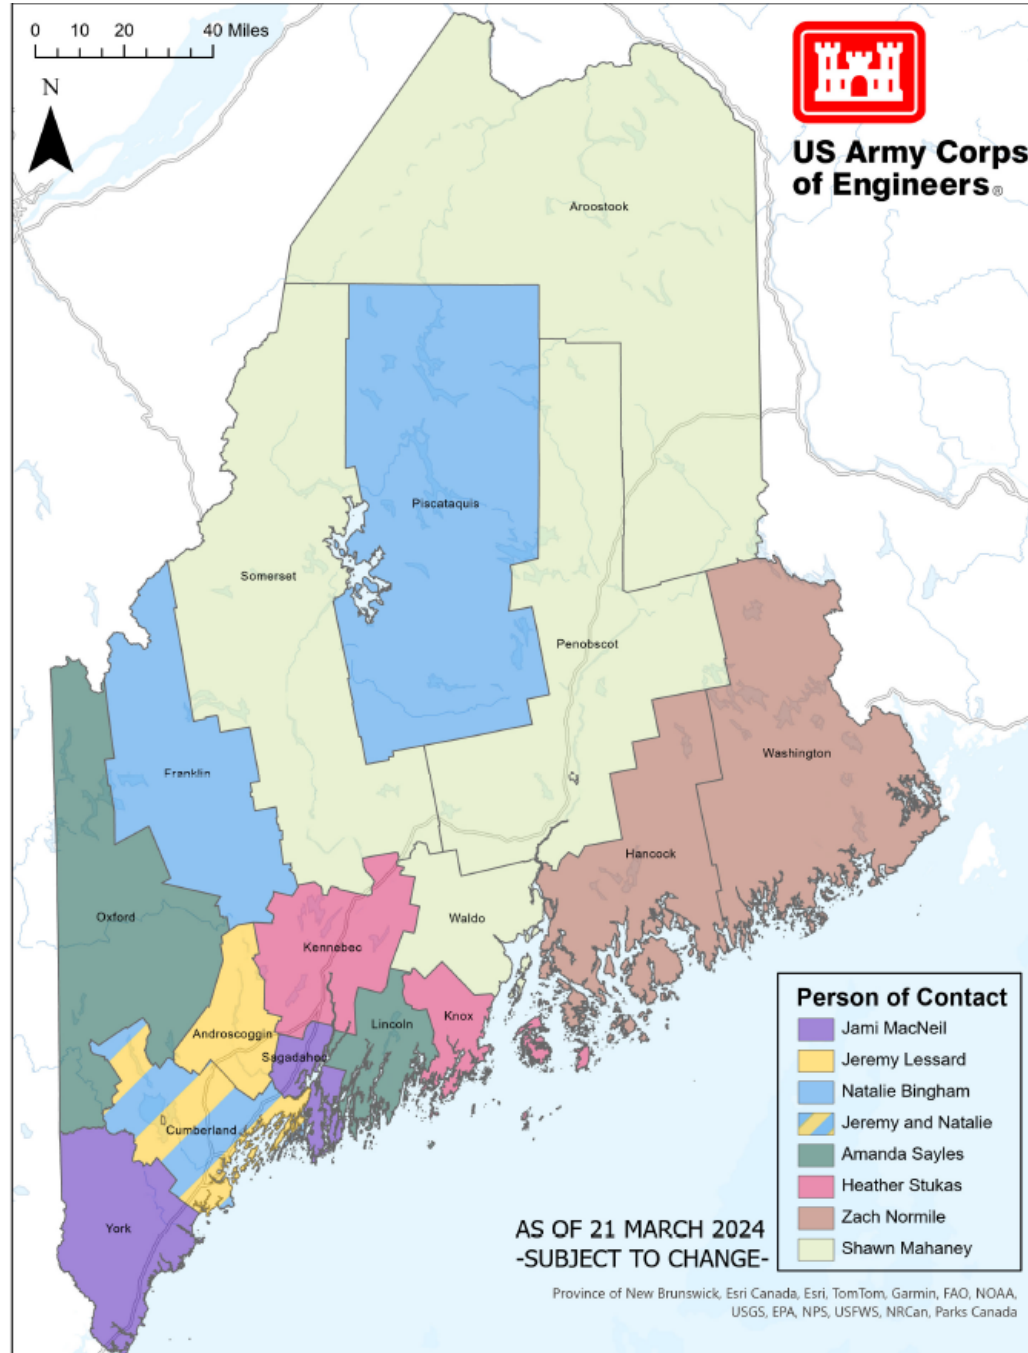 0 10 20 40 Miles
N
US Army Corps
of Engineers®
Aroostook
Piscataquis
Somerset
Penobscot
Washington
Franklin
Hancock
Oxford
Waldo
Kennebec
Knox
Lincoln
Androscoggin
Sagadahoc
Cumberland
York
Person of Contact
Jami MacNeil
Jeremy Lessard
Natalie Bingham
Jeremy and Natalie
Amanda Sayles
Heather Stukas
Zach Normile
Shawn Mahaney
AS OF 21 MARCH 2024
-SUBJECT TO CHANGE-
Province of New Brunswick, Esri Canada, Esri, TomTom, Garmin, FAO, NOAA,
USGS, EPA, NPS, USFWS, NRCan, Parks Canada